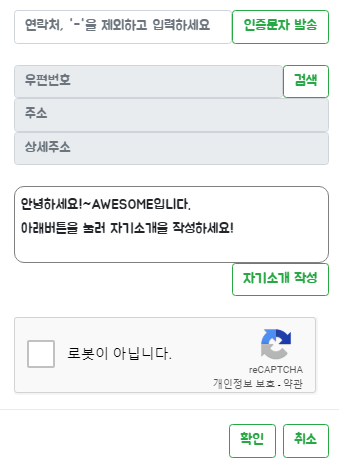 연락처, '-'을 제외하고 입력하세요 인증문자 발송
우편번호 검색
주소
상세주소
안녕하세요!~AWESOME입니다.
아래버튼을 눌러 자기소개을 작성하세요!
자기소개 작성
로봇이 아닙니다.
reCAPTCHA
개인정보 보호 - 약관
확인 취소